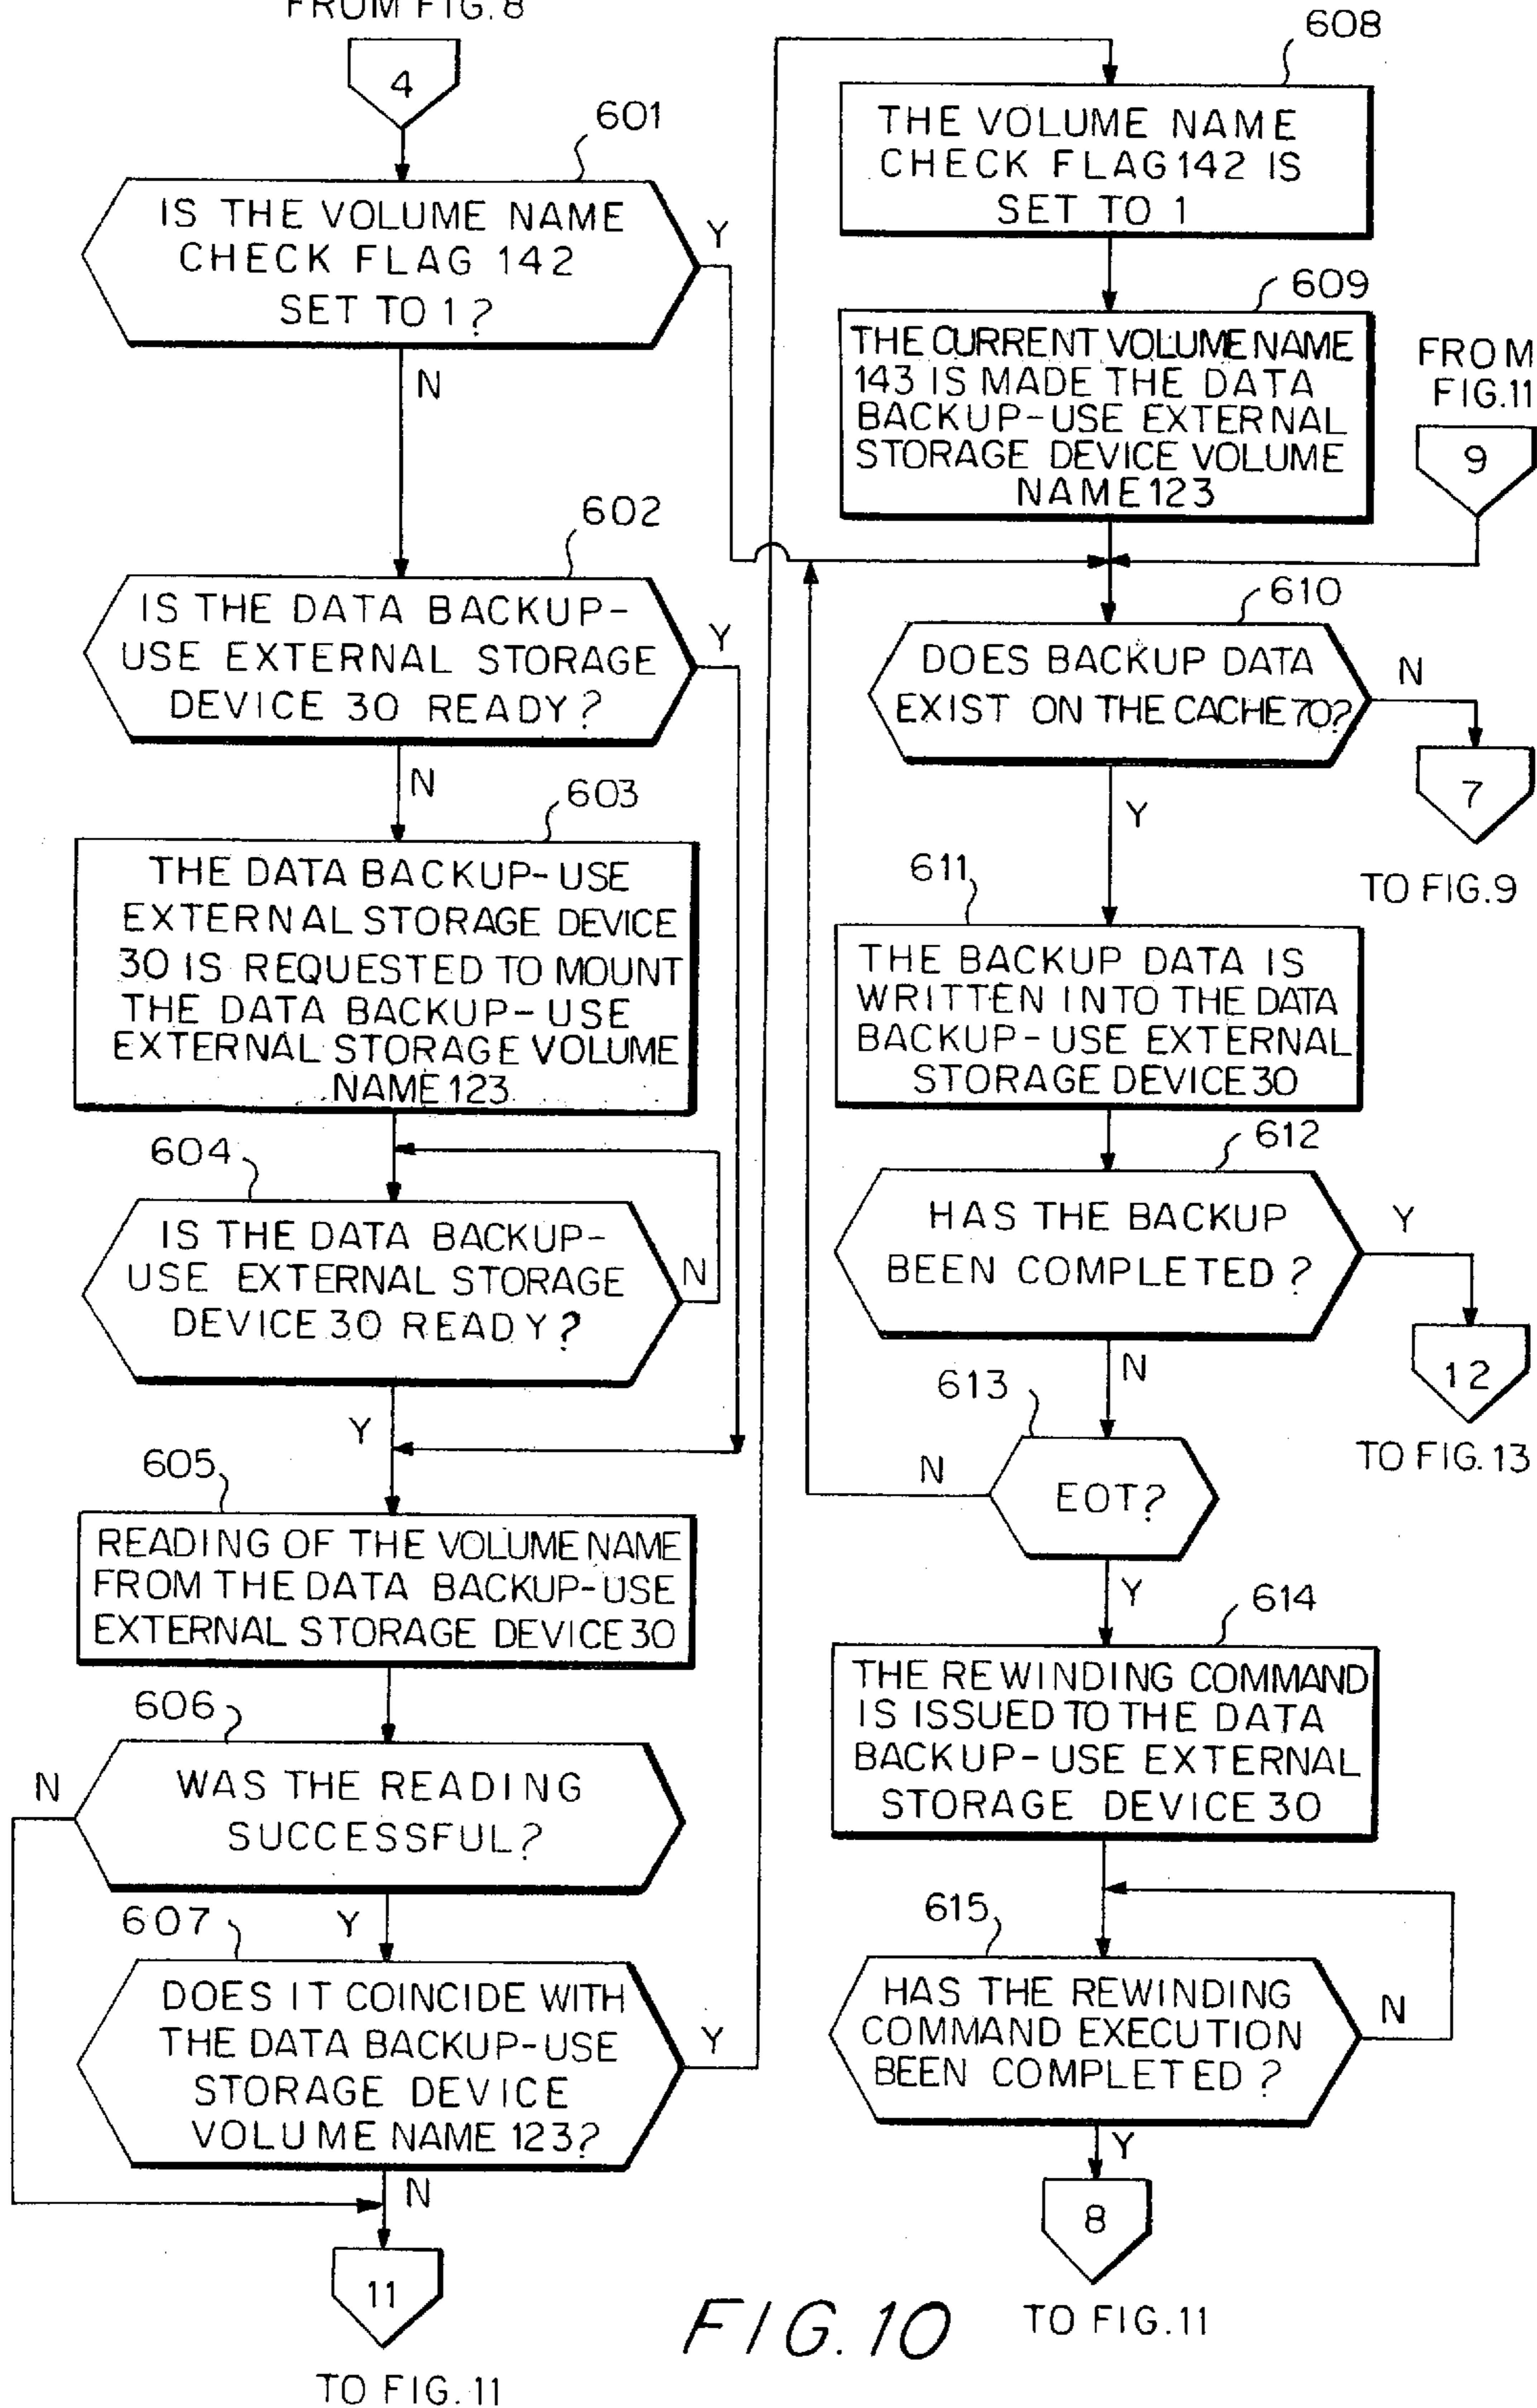 FROM FIG. 8
4
601
IS THE VOLUME NAME
CHECK FLAG 142
SET TO 1?
Y
N
602
IS THE DATA BACKUP-
USE EXTERNAL STORAGE
DEVICE 30 READY?
Y
N
603
THE DATA BACKUP-USE
EXTERNAL STORAGE DEVICE
30 IS REQUESTED TO MOUNT
THE DATA BACKUP-USE
EXTERNAL STORAGE VOLUME
NAME 123
604
IS THE DATA BACKUP-
USE EXTERNAL STORAGE
DEVICE 30 READY?
N
Y
605
READING OF THE VOLUME NAME
FROM THE DATA BACKUP-USE
EXTERNAL STORAGE DEVICE 30
606
N
WAS THE READING
SUCCESSFUL?
Y
607
DOES IT COINCIDE WITH
THE DATA BACKUP-USE
STORAGE DEVICE
VOLUME NAME 123?
Y
N
11
TO FIG. 11
608
THE VOLUME NAME
CHECK FLAG 142 IS
SET TO 1
609
THE CURRENT VOLUME NAME
143 IS MADE THE DATA
BACKUP-USE EXTERNAL
STORAGE DEVICE VOLUME
NAME 123
FROM
FIG. 11
9
610
DOES BACKUP DATA
EXIST ON THE CACHE 70?
N
7
TO FIG. 9
Y
611
THE BACKUP DATA IS
WRITTEN INTO THE DATA
BACKUP-USE EXTERNAL
STORAGE DEVICE 30
612
HAS THE BACKUP
BEEN COMPLETED?
Y
12
TO FIG. 13
N
613
N
EOT?
Y
614
THE REWINDING COMMAND
IS ISSUED TO THE DATA
BACKUP-USE EXTERNAL
STORAGE DEVICE 30
615
HAS THE REWINDING
COMMAND EXECUTION
BEEN COMPLETED?
N
Y
8
TO FIG. 11
FIG. 10